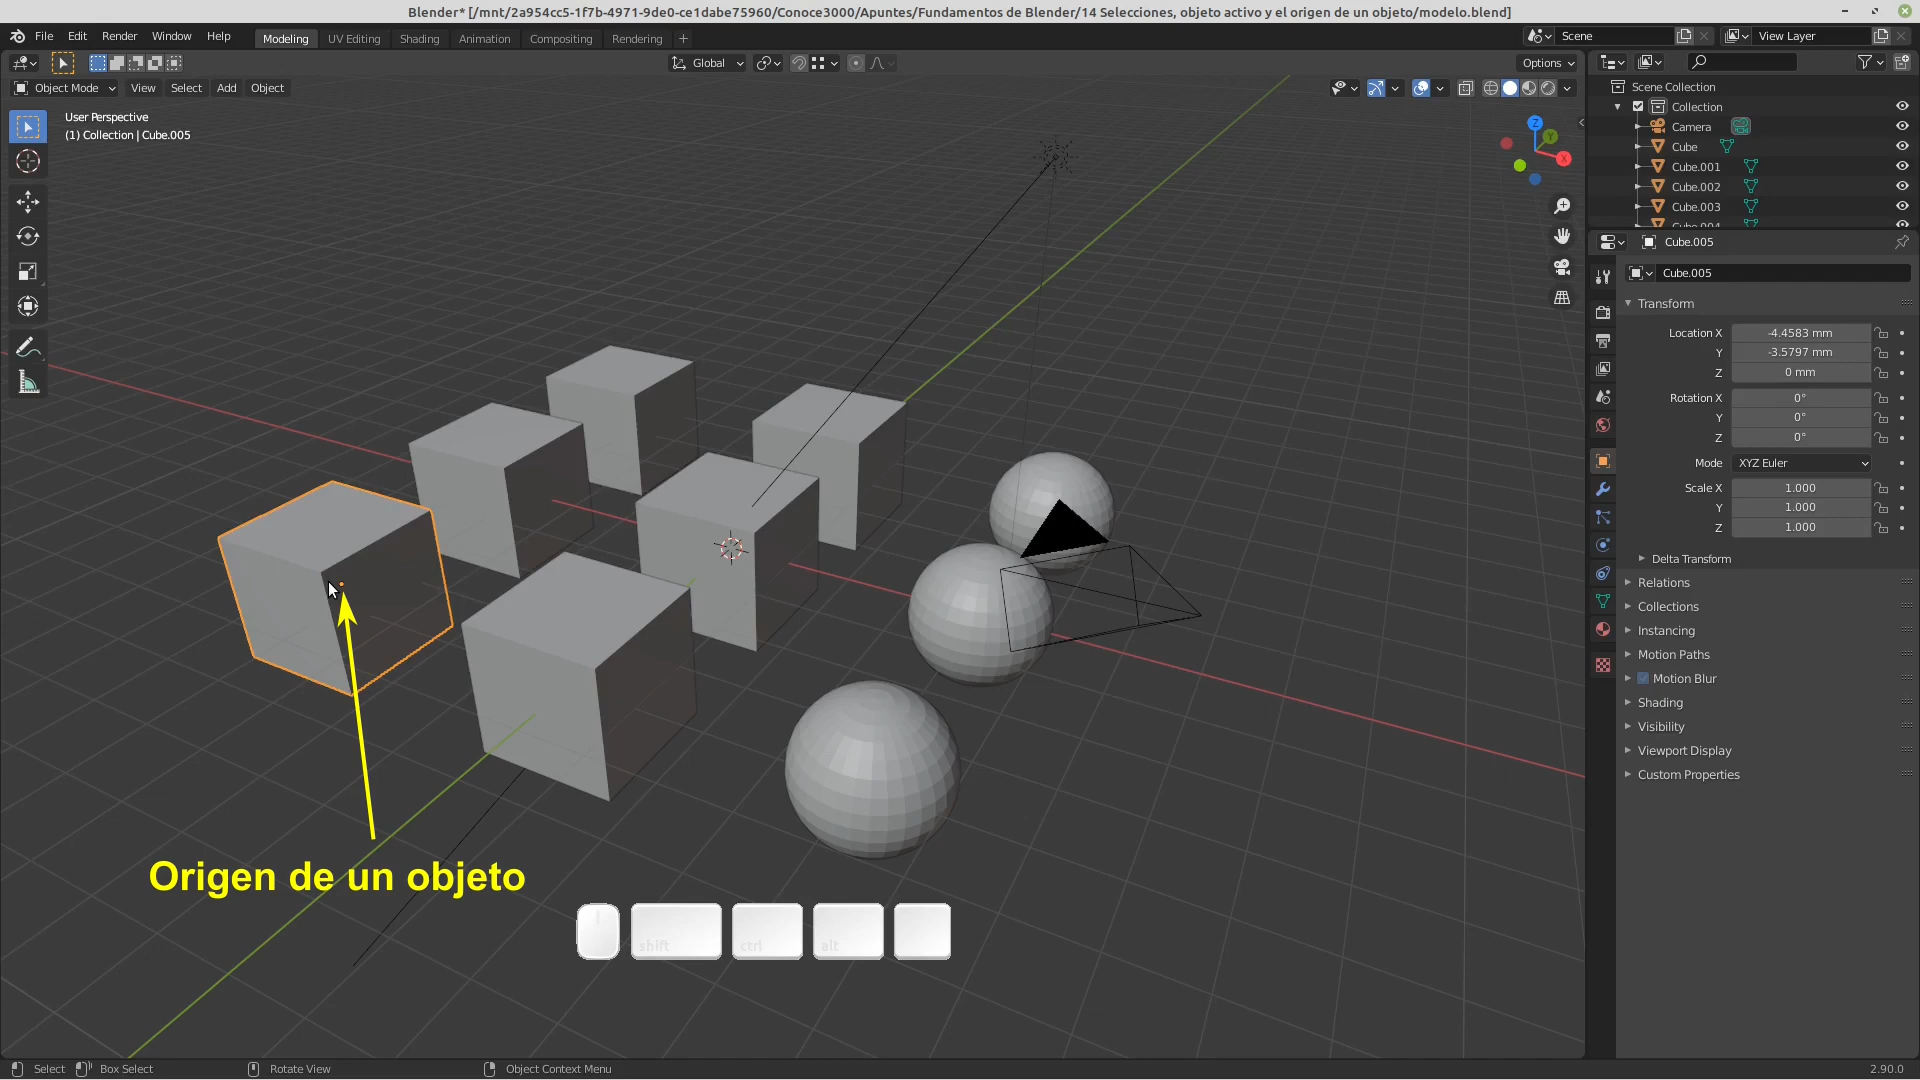 Blender* [/mnt/2a954cc5-1f7b-4971-9de0-ce1dabe75960/Conoce3000/Apuntes/Fundamentos de Blender/14 Selecciones, objeto activo y el origen de un objeto/modelo.blend]
File Edit Render Window Help Modeling UV Editing Shading Animation Compositing Rendering + Scene View Layer
Global Options
Object Mode View Select Add Object
User Perspective
(1) Collection | Cube.005
Z
Y
X
Scene Collection
Collection
Camera
Cube
Cube.001
Cube.002
Cube.003
Cube.004
Cube.005
Cube.005
Transform
Location X -4.4583 mm
Y -3.5797 mm
Z 0 mm
Rotation X 0°
Y 0°
Z 0°
Mode XYZ Euler
Scale X 1.000
Y 1.000
Z 1.000
Delta Transform
Relations
Collections
Instancing
Motion Paths
Motion Blur
Shading
Visibility
Viewport Display
Custom Properties
Origen de un objeto
shift ctrl alt
Select Box Select Rotate View Object Context Menu 2.90.0